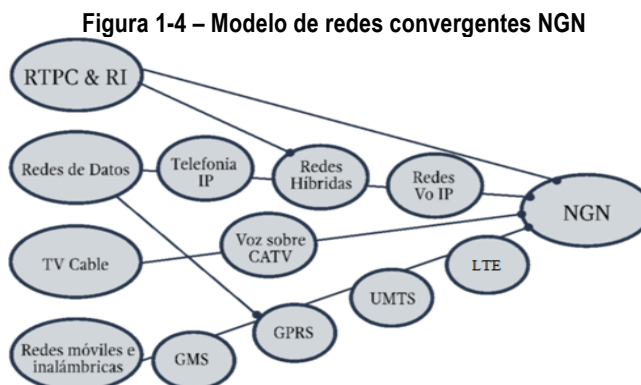 Figura 1-4 – Modelo de redes convergentes NGN
RTPC & RI
Redes de Datos
Telefonia
IP
Redes
Híbridas
Redes
Vo IP
NGN
TV Cable
Voz sobre
CATV
LTE
UMTS
GPRS
GMS
Redes móviles e
inalámbricas